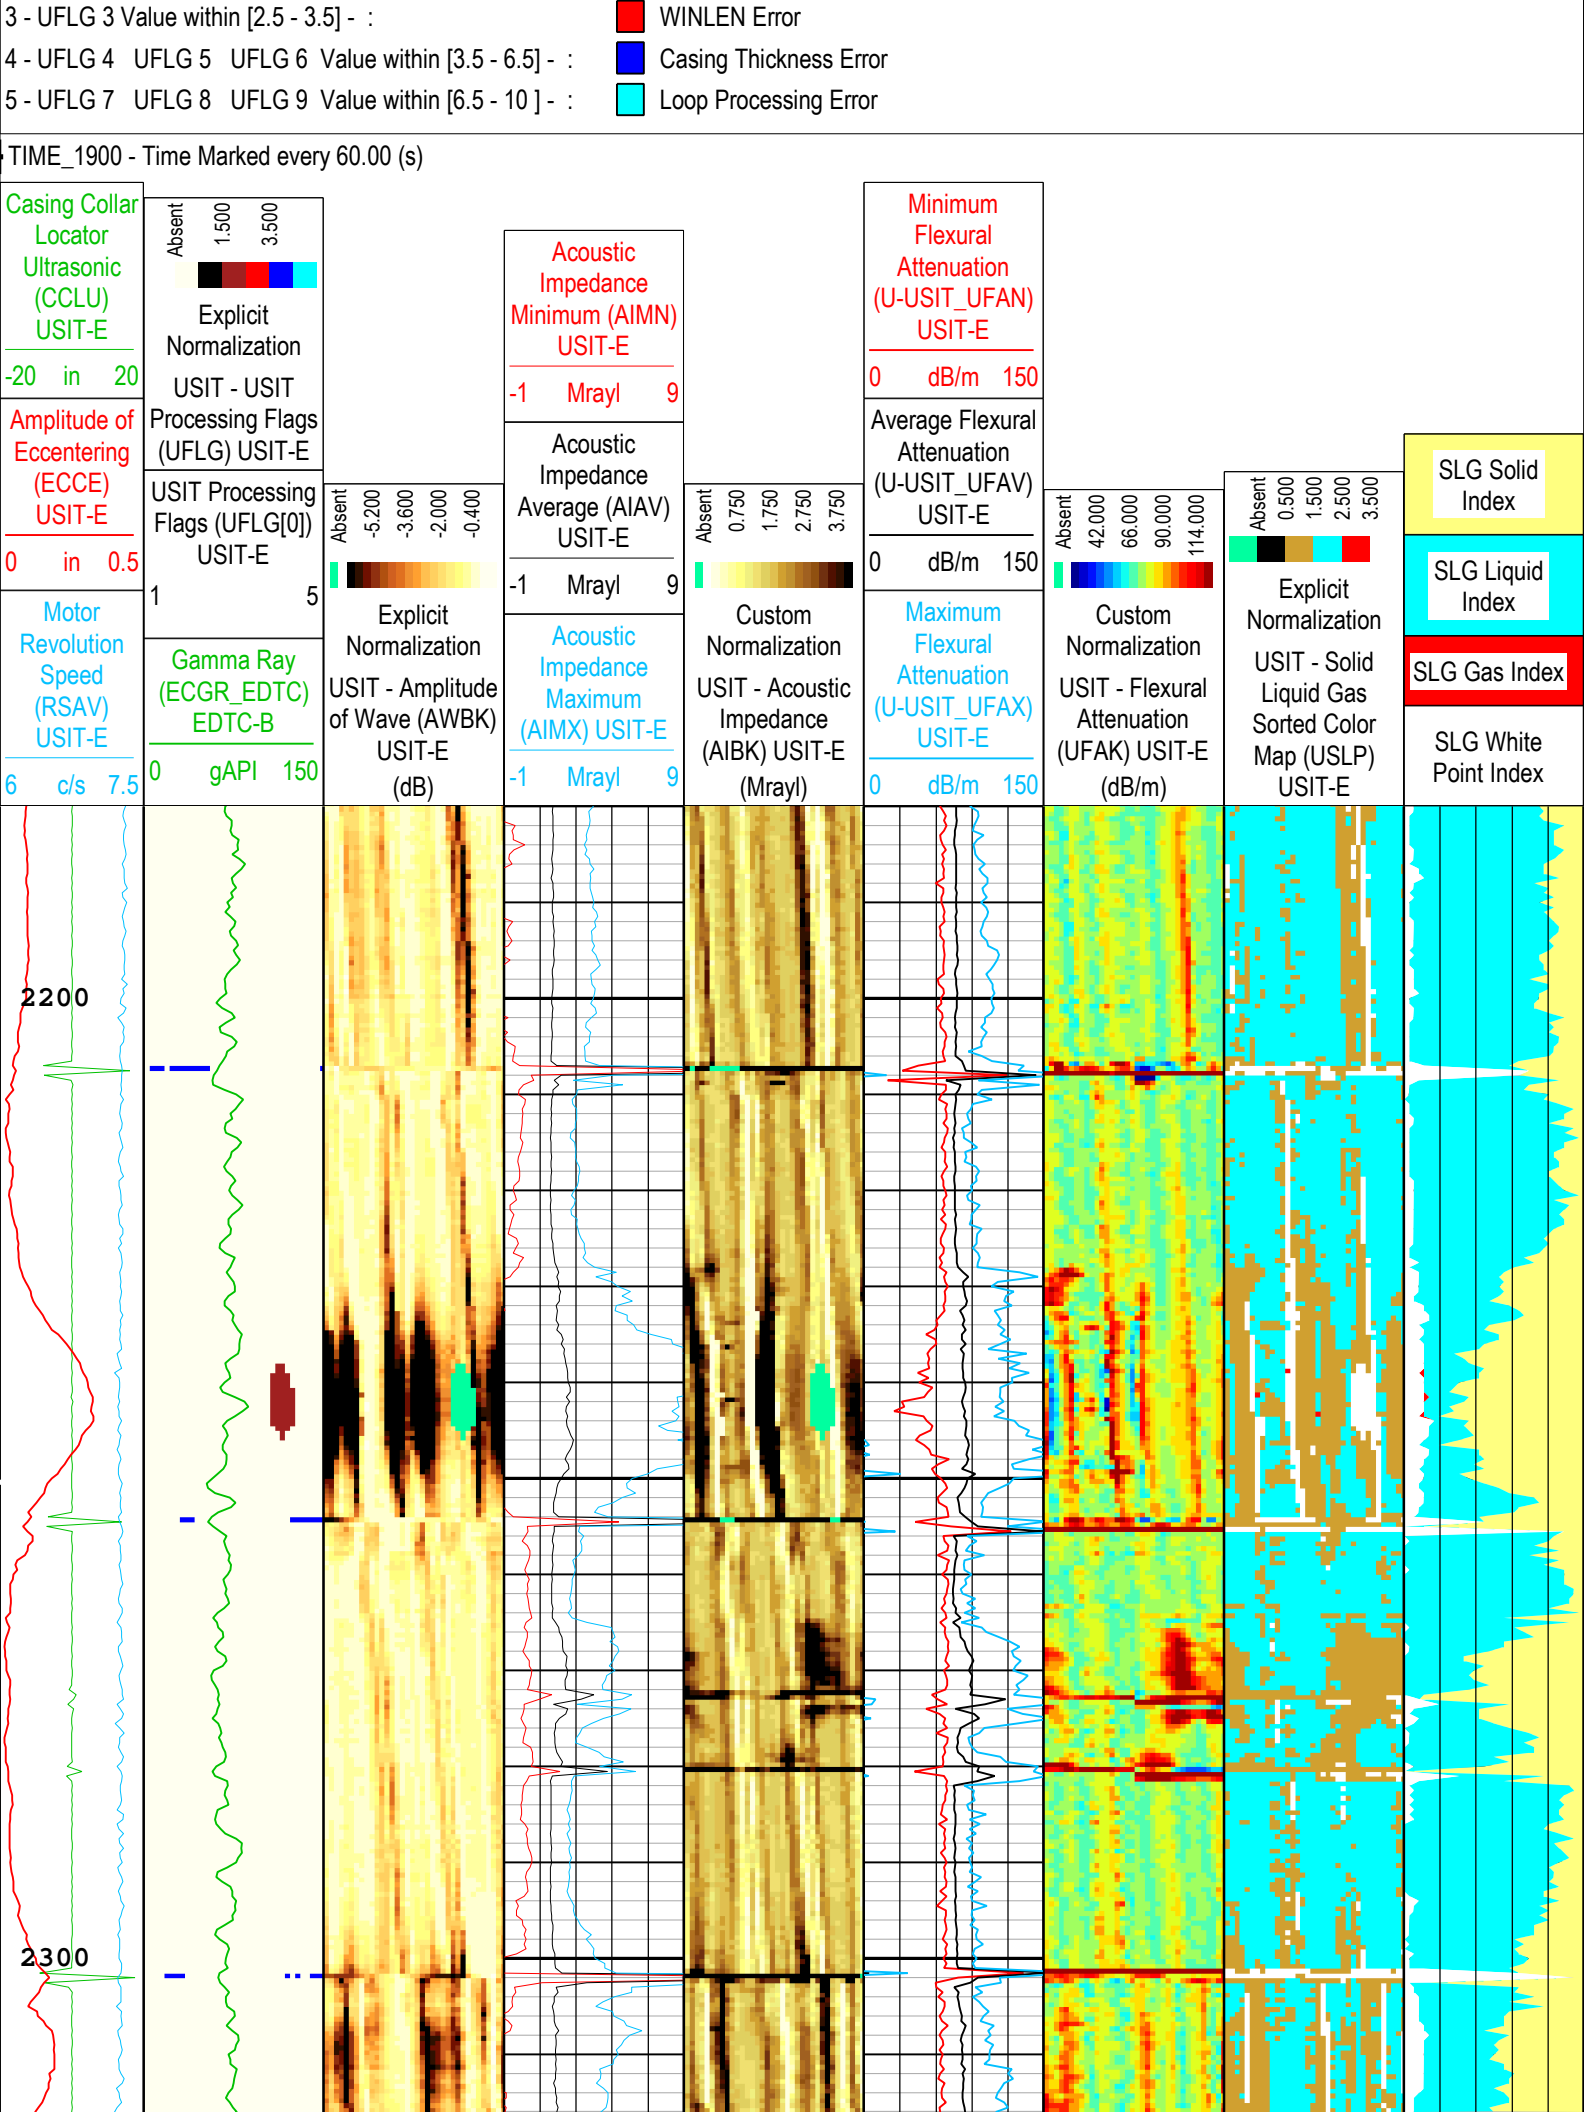 3 - UFLG 3 Value within [2.5 - 3.5] - :
WINLEN Error
4 - UFLG 4 UFLG 5 UFLG 6 Value within [3.5 - 6.5] - :
Casing Thickness Error
5 - UFLG 7 UFLG 8 UFLG 9 Value within [6.5 - 10 ] - :
Loop Processing Error
TIME_1900 - Time Marked every 60.00 (s)
Casing Collar
Locator
Ultrasonic
(CCLU)
USIT-E
-20 in 20
Amplitude of
Eccentering
(ECCE)
USIT-E
0 in 0.5
Motor
Revolution
Speed
(RSAV)
USIT-E
6 c/s 7.5
Absent
1.500
3.500
Explicit
Normalization
USIT - USIT
Processing Flags
(UFLG) USIT-E
USIT Processing
Flags (UFLG[0])
USIT-E
1 5
Gamma Ray
(ECGR_EDTC)
EDTC-B
0 gAPI 150
Absent
-5.200
-3.600
-2.000
-0.400
Explicit
Normalization
USIT - Amplitude
of Wave (AWBK)
USIT-E
(dB)
Acoustic
Impedance
Minimum (AIMN)
USIT-E
-1 Mrayl 9
Acoustic
Impedance
Average (AIAV)
USIT-E
-1 Mrayl 9
Acoustic
Impedance
Maximum
(AIMX) USIT-E
-1 Mrayl 9
Absent
0.750
1.750
2.750
3.750
Custom
Normalization
USIT - Acoustic
Impedance
(AIBK) USIT-E
(Mrayl)
Minimum
Flexural
Attenuation
(U-USIT_UFAN)
USIT-E
0 dB/m 150
Average Flexural
Attenuation
(U-USIT_UFAV)
USIT-E
0 dB/m 150
Maximum
Flexural
Attenuation
(U-USIT_UFAX)
USIT-E
0 dB/m 150
Absent
42.000
66.000
90.000
114.000
Custom
Normalization
USIT - Flexural
Attenuation
(UFAK) USIT-E
(dB/m)
Absent
0.500
1.500
2.500
3.500
Explicit
Normalization
USIT - Solid
Liquid Gas
Sorted Color
Map (USLP)
USIT-E
SLG Solid
Index
SLG Liquid
Index
SLG Gas Index
SLG White
Point Index
2200
2300